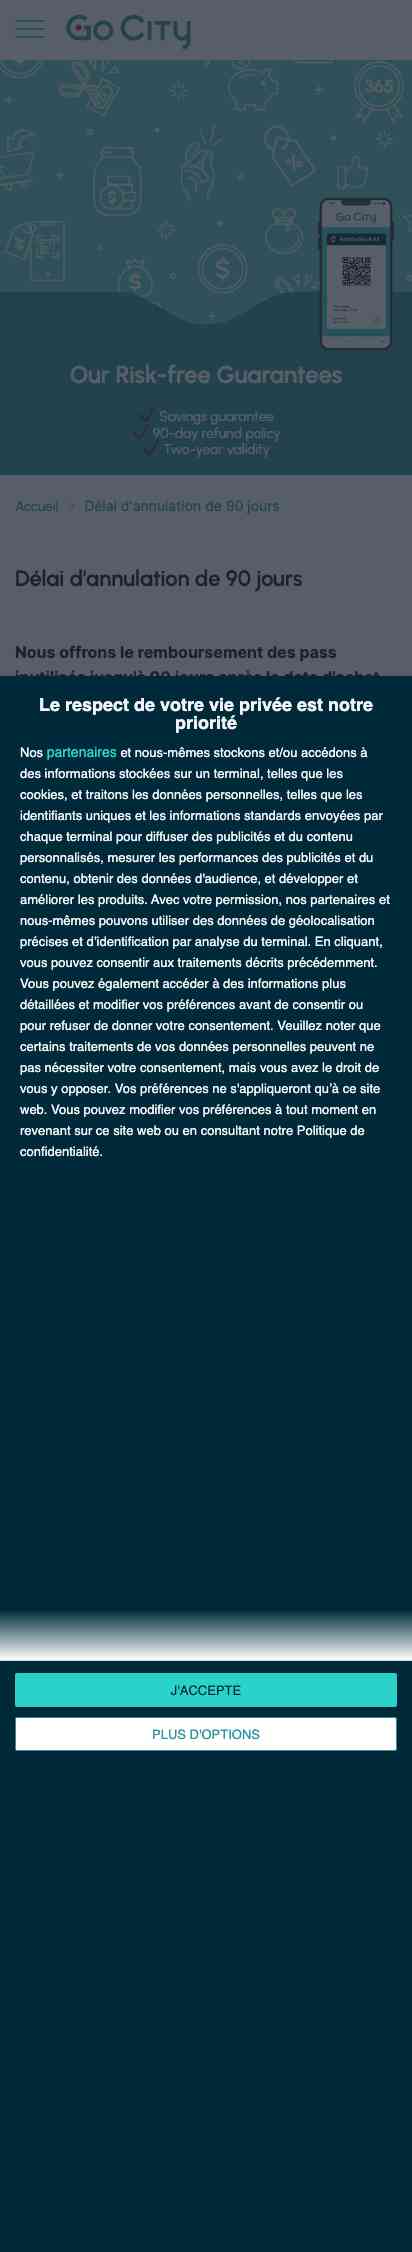 Go City
365
Go City
Our Risk-free Guarantees
Savings guarantee
90-day refund policy
Two-year validity
Accueil > Délai d'annulation de 90 jours
Délai d'annulation de 90 jours
Nous offrons le remboursement des pass
inutilisés jusqu'à 90 jours après la date d'achat
Le respect de votre vie privée est notre
priorité
Nos partenaires et nous-mêmes stockons et/ou accédons à
des informations stockées sur un terminal, telles que les
cookies, et traitons les données personnelles, telles que les
identifiants uniques et les informations standards envoyées par
chaque terminal pour diffuser des publicités et du contenu
personnalisés, mesurer les performances des publicités et du
contenu, obtenir des données d'audience, et développer et
améliorer les produits. Avec votre permission, nos partenaires et
nous-mêmes pouvons utiliser des données de géolocalisation
précises et d'identification par analyse du terminal. En cliquant,
vous pouvez consentir aux traitements décrits précédemment.
Vous pouvez également accéder à des informations plus
détaillées et modifier vos préférences avant de consentir ou
pour refuser de donner votre consentement. Veuillez noter que
certains traitements de vos données personnelles peuvent ne
pas nécessiter votre consentement, mais vous avez le droit de
vous y opposer. Vos préférences ne s'appliqueront qu'à ce site
web. Vous pouvez modifier vos préférences à tout moment en
revenant sur ce site web ou en consultant notre Politique de
confidentialité.
J'ACCEPTE
PLUS D'OPTIONS